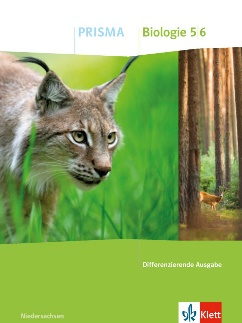 PRISMA Biologie 5 6
Differenzierende Ausgabe
Niedersachsen
Klett